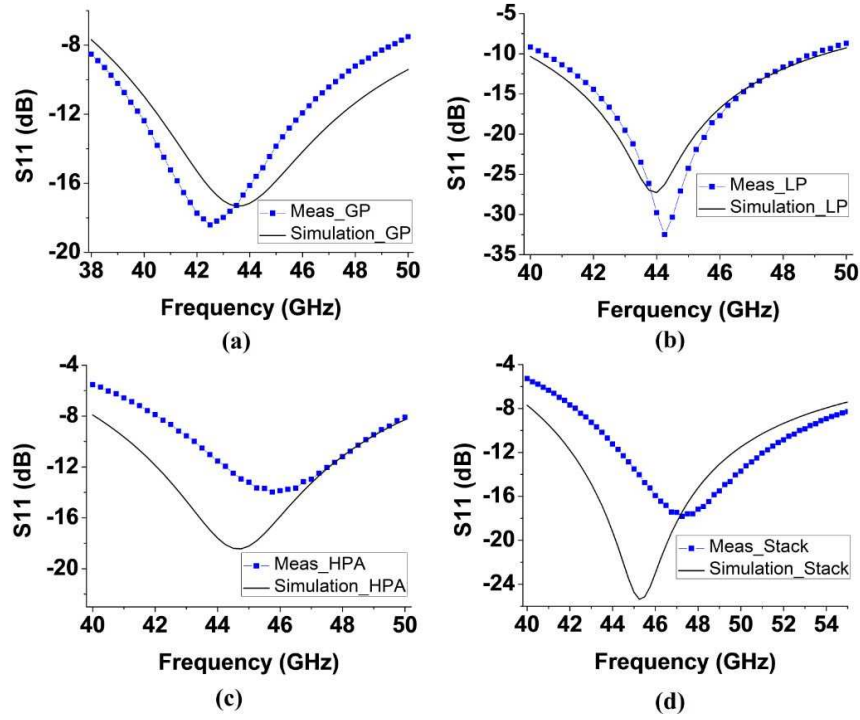 S11 (dB)
-8
-12
-16
-20
Meas_GP
Simulation_GP
38 40 42 44 46 48 50
Frequency (GHz)
(a)
S11 (dB)
-5
-10
-15
-20
-25
-30
-35
Meas_LP
Simulation_LP
40 42 44 46 48 50
Ferquency (GHz)
(b)
S11 (dB)
-4
-8
-12
-16
-20
Meas_HPA
Simulation_HPA
40 42 44 46 48 50
Frequency (GHz)
(c)
S11 (dB)
-4
-8
-12
-16
-20
-24
Meas_Stack
Simulation_Stack
40 42 44 46 48 50 52 54
Frequency (GHz)
(d)